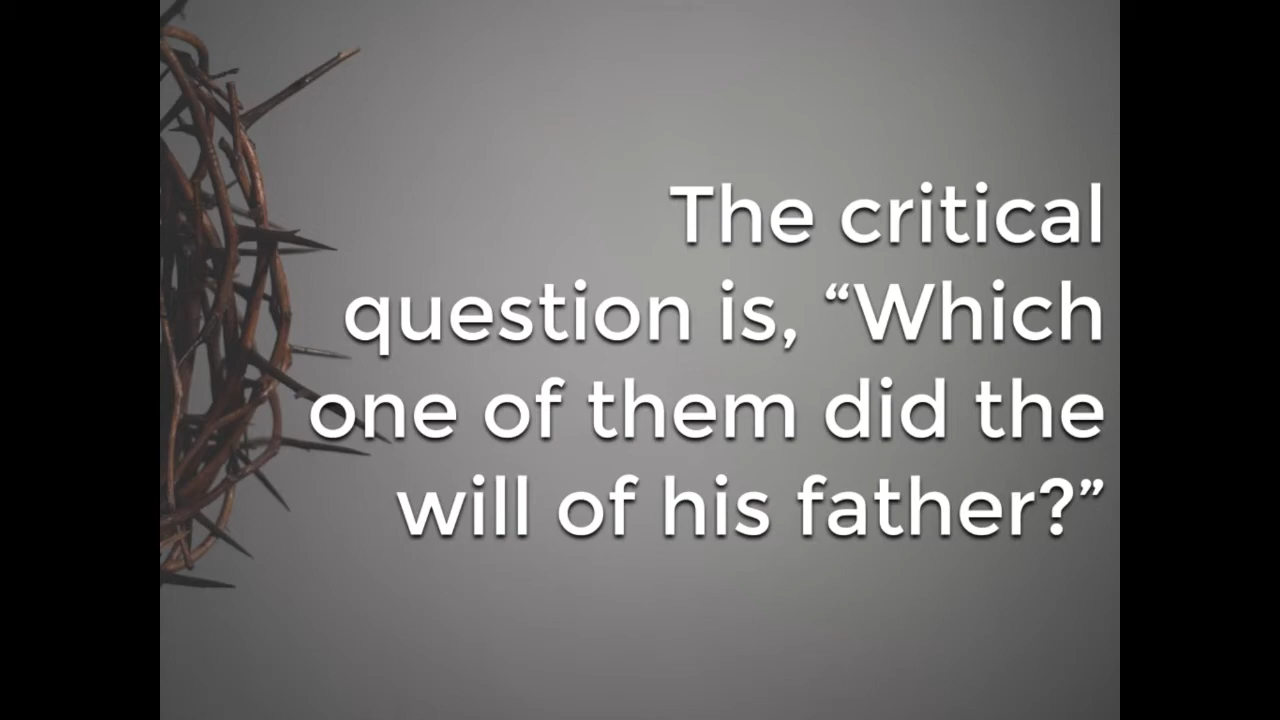 The critical
question is, “Which
one of them did the
will of his father?”